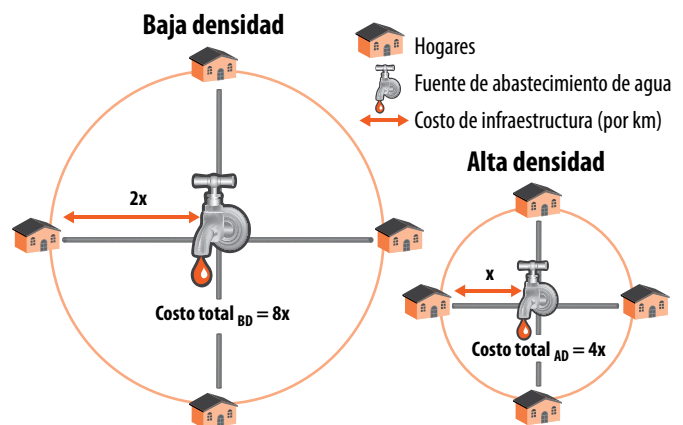 Baja densidad
Hogares
Fuente de abastecimiento de agua
Costo de infraestructura (por km)
2x
Costo total BD = 8x
Alta densidad
x
Costo total AD = 4x